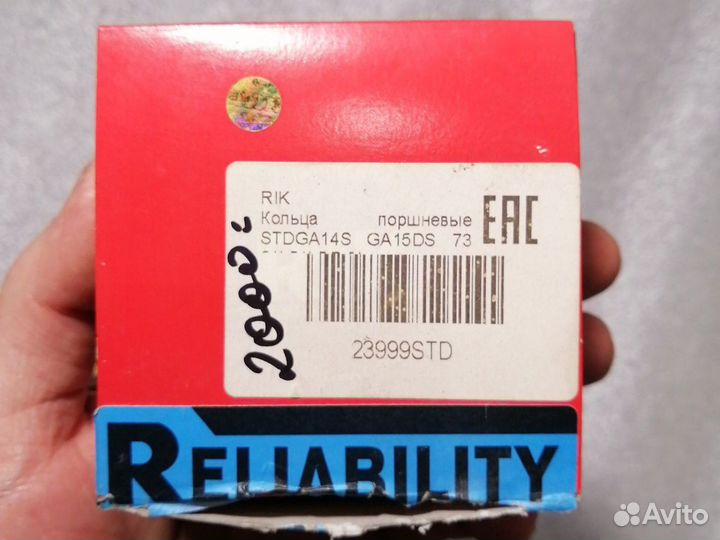 RIK
Кольца поршневые
STDGA14S GA15DS 73
EAC
23999STD
2000
RELIABILITY
Avito